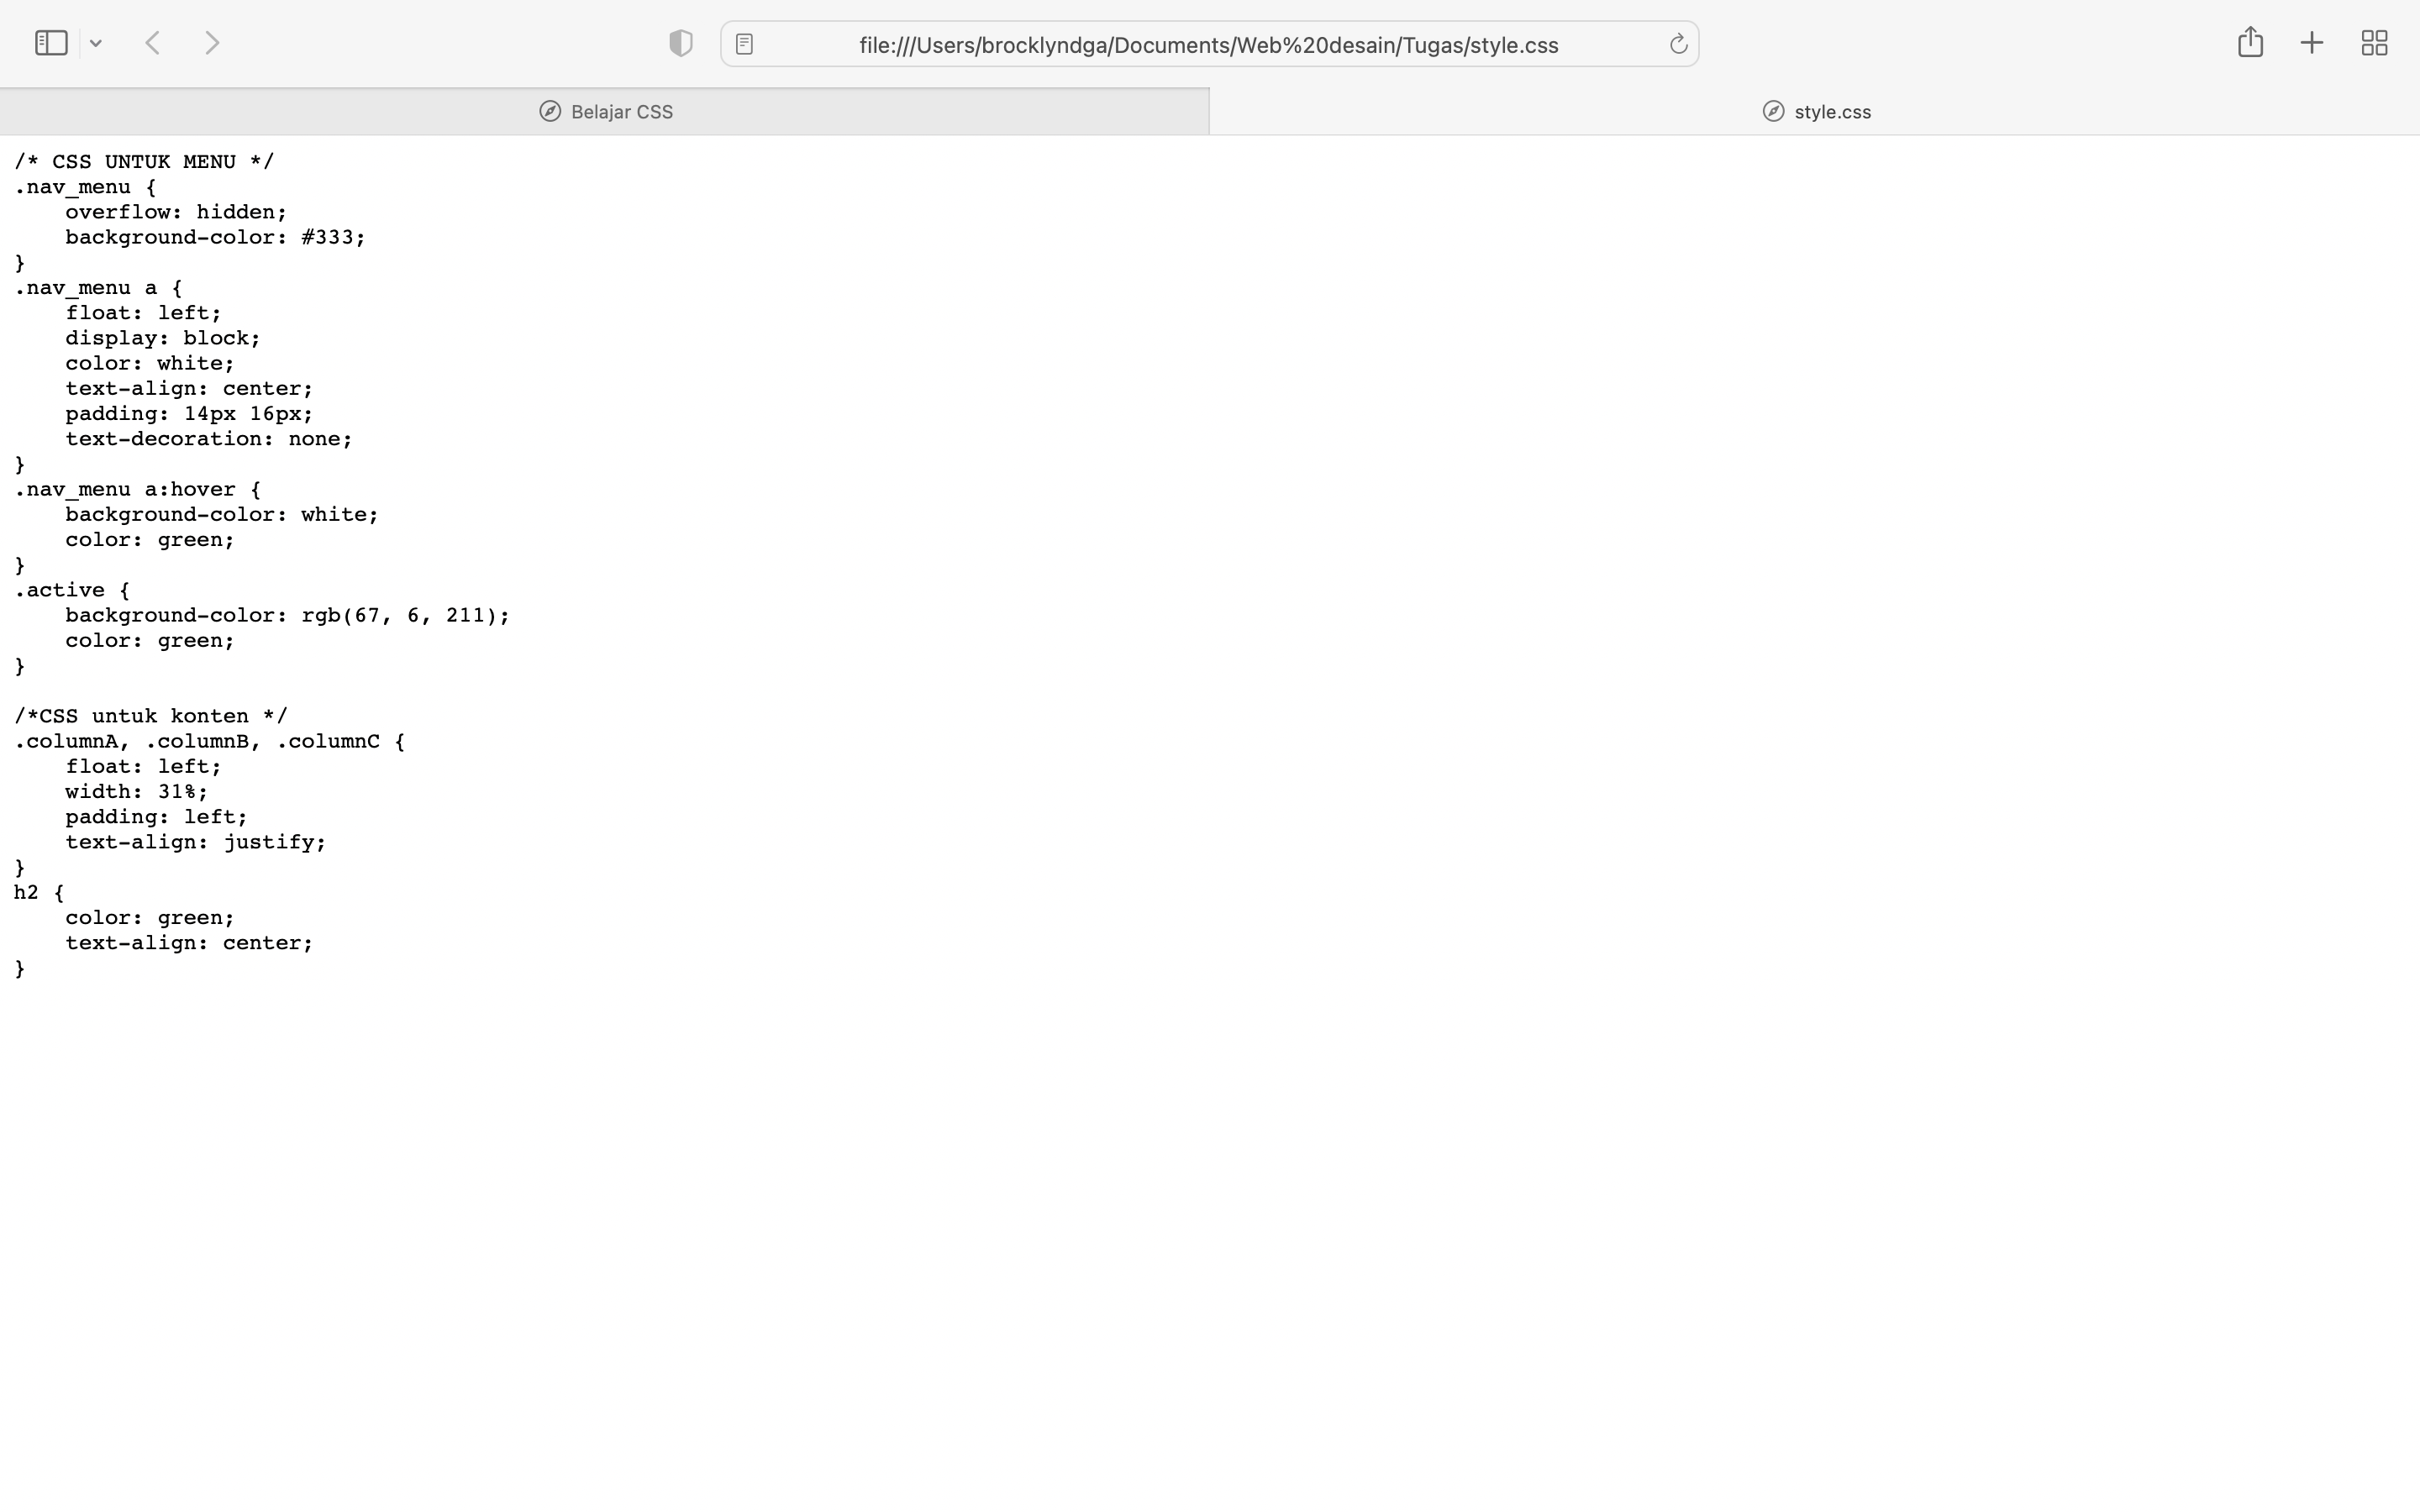 file:///Users/brocklyndga/Documents/Web%20desain/Tugas/style.css
Belajar CSS
style.css
/* CSS UNTUK MENU */
.nav_menu {
    overflow: hidden;
    background-color: #333;
}
.nav_menu a {
    float: left;
    display: block;
    color: white;
    text-align: center;
    padding: 14px 16px;
    text-decoration: none;
}
.nav_menu a:hover {
    background-color: white;
    color: green;
}
.active {
    background-color: rgb(67, 6, 211);
    color: green;
}

/*CSS untuk konten */
.columnA, .columnB, .columnC {
    float: left;
    width: 31%;
    padding: left;
    text-align: justify;
}
h2 {
    color: green;
    text-align: center;
}